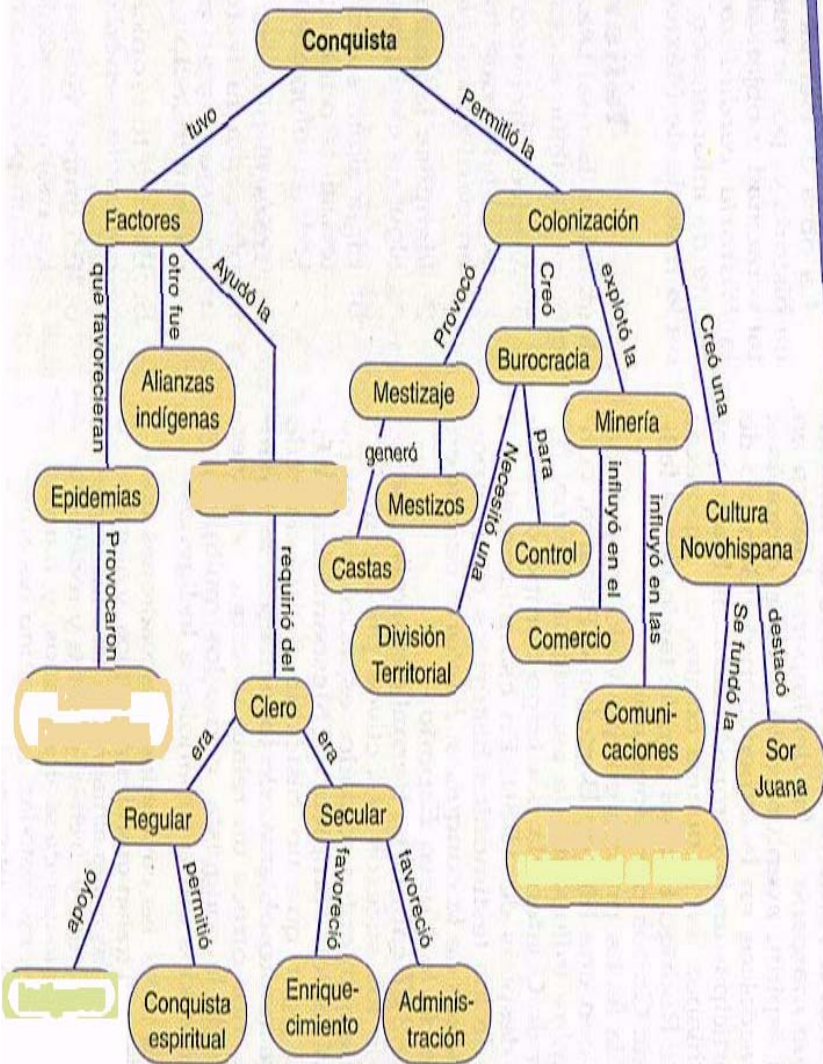 Conquista
tuvo
Permitió la
Factores
Colonización
que favorecieran
otro fue
Ayudó la
Provocó
Creó
explotó la
Creó una
Alianzas
indígenas
Mestizaje
Burocracia
Minería
generó
Necesitó una
para
influyó en el
influyó en las
Epidemias
Mestizos
Cultura
Novohispana
Castas
Control
Provocaron
requirió del
División
Territorial
Comercio
Se fundó la
destacó
Clero
Comuni-
caciones
Sor
Juana
era
era
Regular
Secular
apoyó
permitió
favoreció
favoreció
Conquista
espiritual
Enrique-
cimiento
Adminis-
tración